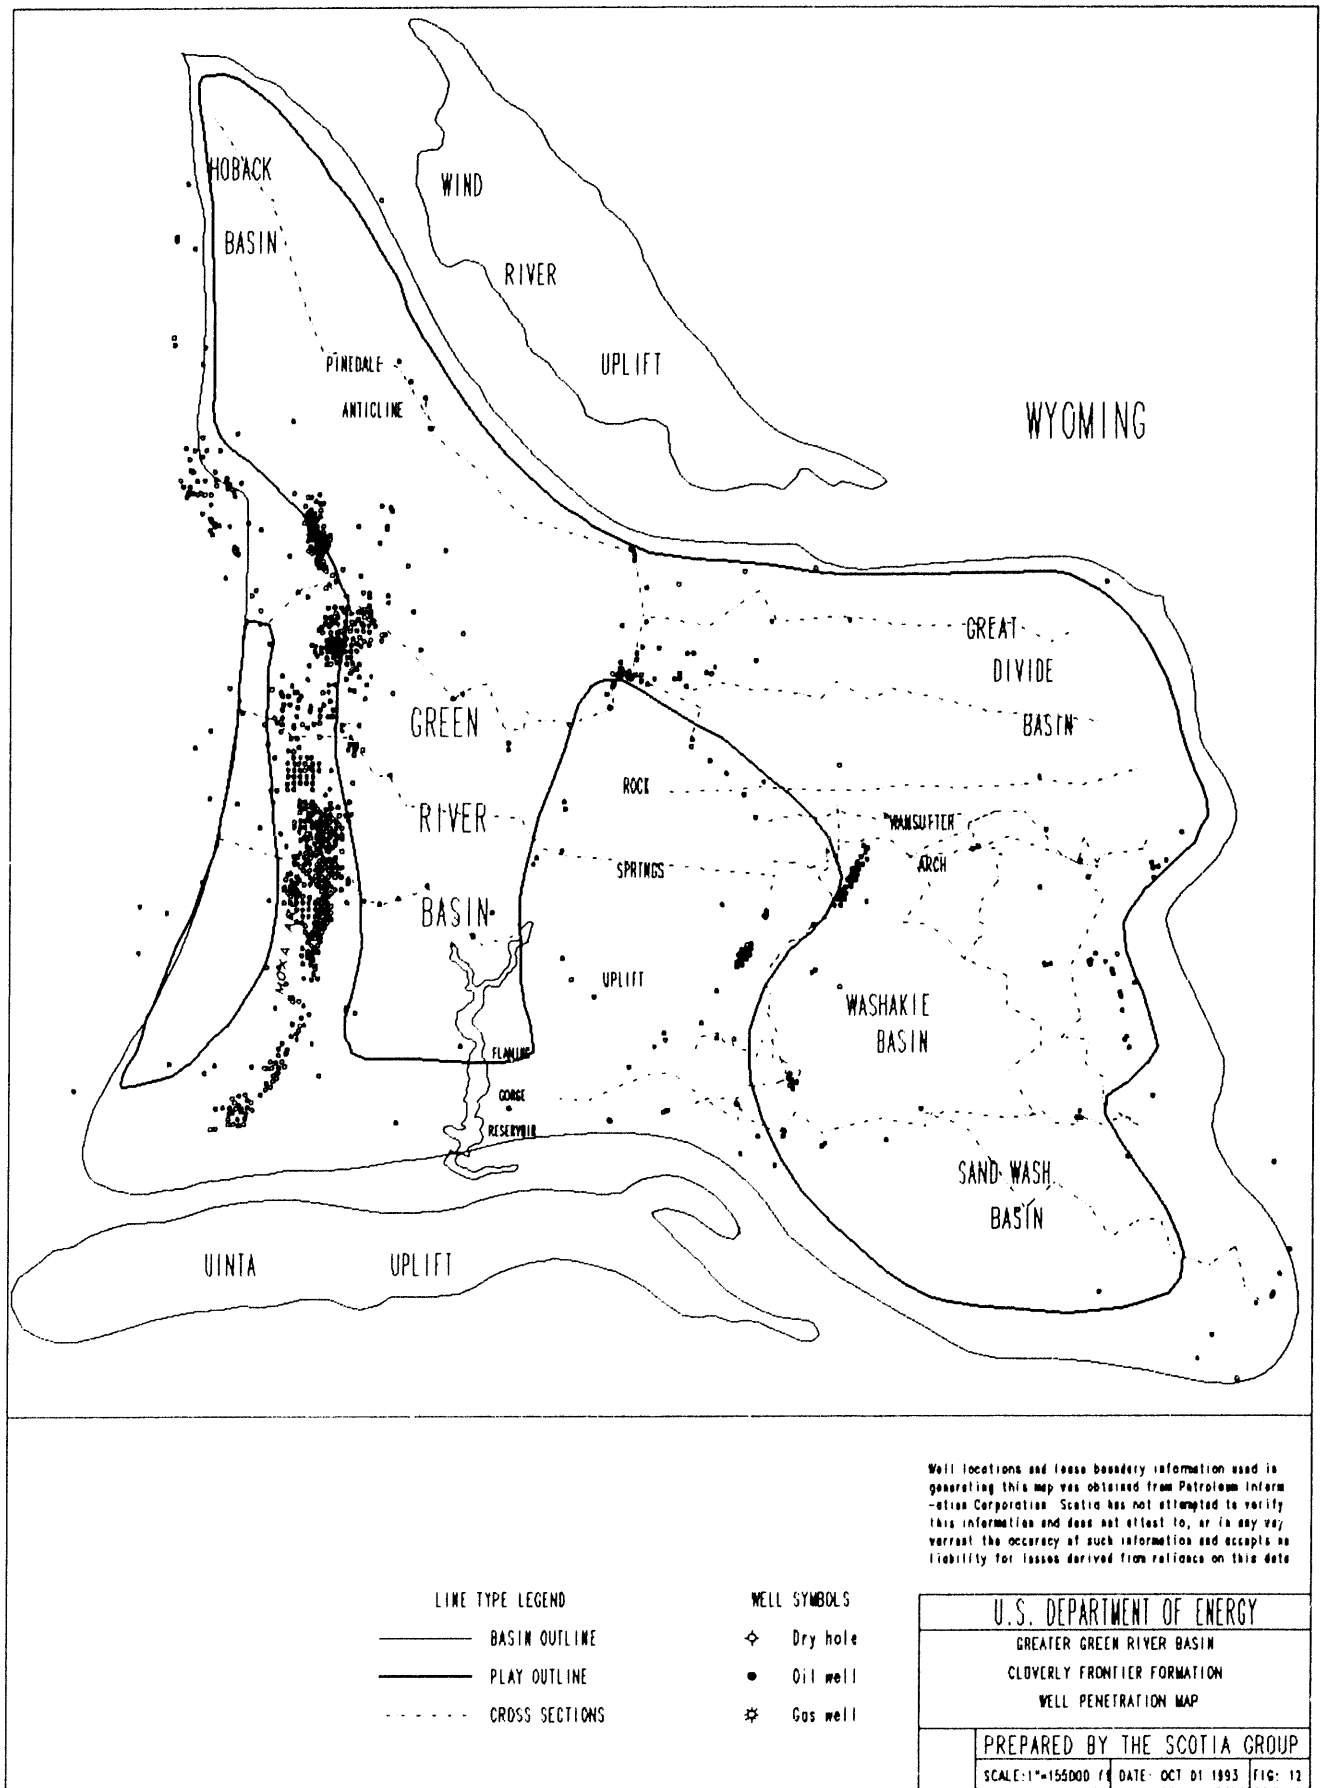 HOBACK
BASIN
WIND
RIVER
UPLIFT
PINEDALE
ANTICLINE
WYOMING
GREAT
DIVIDE
BASIN
GREEN
RIVER
BASIN
ROCK
SPRINGS
UPLIFT
WAMSUTTER
ARCH
MOXA ARCH
WASHAKIE
BASIN
FLAMING
GORGE
RESERVOIR
SAND WASH
BASIN
UINTA UPLIFT
Well locations and lease boundary information used in
generating this map was obtained from Petroleum Inform
-ation Corporation Scotia has not attempted to verify
this information and does not attest to, or in any way
warrant the accuracy of such information and accepts no
liability for losses derived from reliance on this data
LINE TYPE LEGEND
BASIN OUTLINE
PLAY OUTLINE
CROSS SECTIONS
WELL SYMBOLS
Dry hole
Oil well
Gas well
U.S. DEPARTMENT OF ENERGY
GREATER GREEN RIVER BASIN
CLOVERLY FRONTIER FORMATION
WELL PENETRATION MAP
PREPARED BY THE SCOTIA GROUP
SCALE:1"=155000 ft DATE: OCT 01 1993 FIG: 12